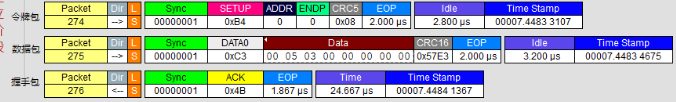 令牌包 Packet Dir L Sync SETUP ADDR ENDP CRC5 EOP Idle Time Stamp
274 --> S 00000001 0xB4 0 0 0x08 2.000 µs 2.800 µs 00007.4483 3107
数据包 Packet Dir L Sync DATA0 Data CRC16 EOP Idle Time Stamp
275 --> S 00000001 0xC3 00 05 03 00 00 00 00 00 0x57E3 2.000 µs 3.200 µs 00007.4483 4675
握手包 Packet Dir L Sync ACK EOP Time Time Stamp
276 <-- S 00000001 0x4B 1.867 µs 24.667 µs 00007.4484 1367